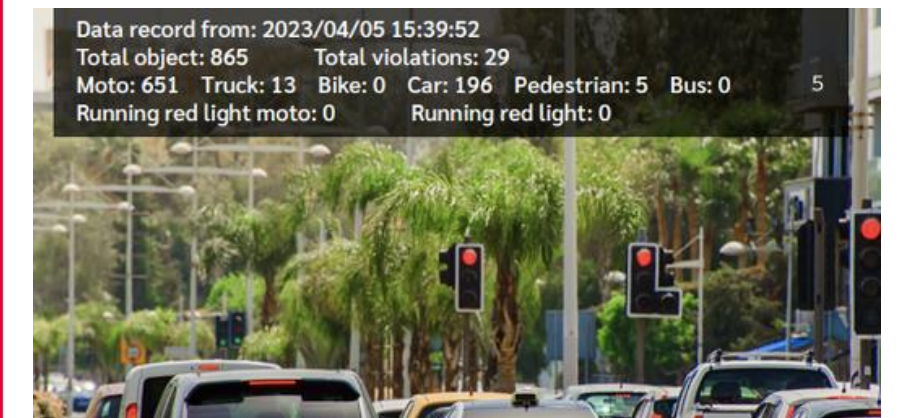 Data record from: 2023/04/05 15:39:52
Total object: 865 Total violations: 29
Moto: 651 Truck: 13 Bike: 0 Car: 196 Pedestrian: 5 Bus: 0 5
Running red light moto: 0 Running red light: 0